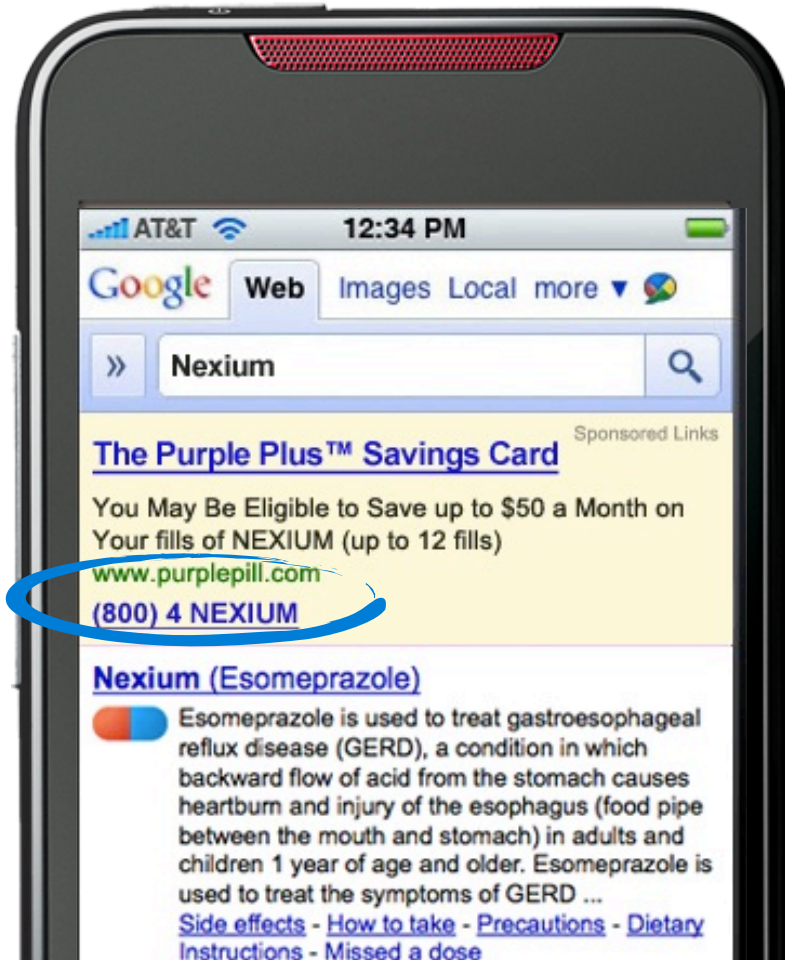 AT&T 12:34 PM
Google Web Images Local more ▼
» Nexium
Sponsored Links
The Purple Plus™ Savings Card
You May Be Eligible to Save up to $50 a Month on
Your fills of NEXIUM (up to 12 fills)
www.purplepill.com
(800) 4 NEXIUM
Nexium (Esomeprazole)
Esomeprazole is used to treat gastroesophageal
reflux disease (GERD), a condition in which
backward flow of acid from the stomach causes
heartburn and injury of the esophagus (food pipe
between the mouth and stomach) in adults and
children 1 year of age and older. Esomeprazole is
used to treat the symptoms of GERD ...
Side effects - How to take - Precautions - Dietary
Instructions - Missed a dose